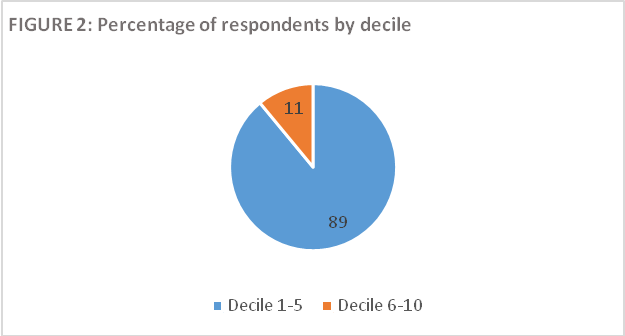 FIGURE 2: Percentage of respondents by decile
11
89
Decile 1-5 Decile 6-10